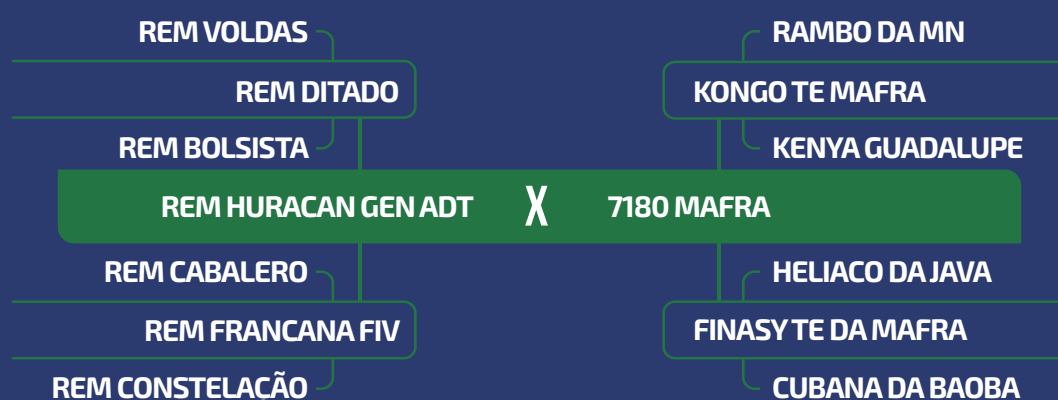 REM VOLDAS
RAMBO DA MN
REM DITADO
KONGO TE MAFRA
REM BOLSISTA
KENYA GUADALUPE
REM HURACAN GEN ADT X 7180 MAFRA
REM CABALERO
HELIACO DA JAVA
REM FRANCANA FIV
FINASY TE DA MAFRA
REM CONSTELAÇÃO
CUBANA DA BAOBA